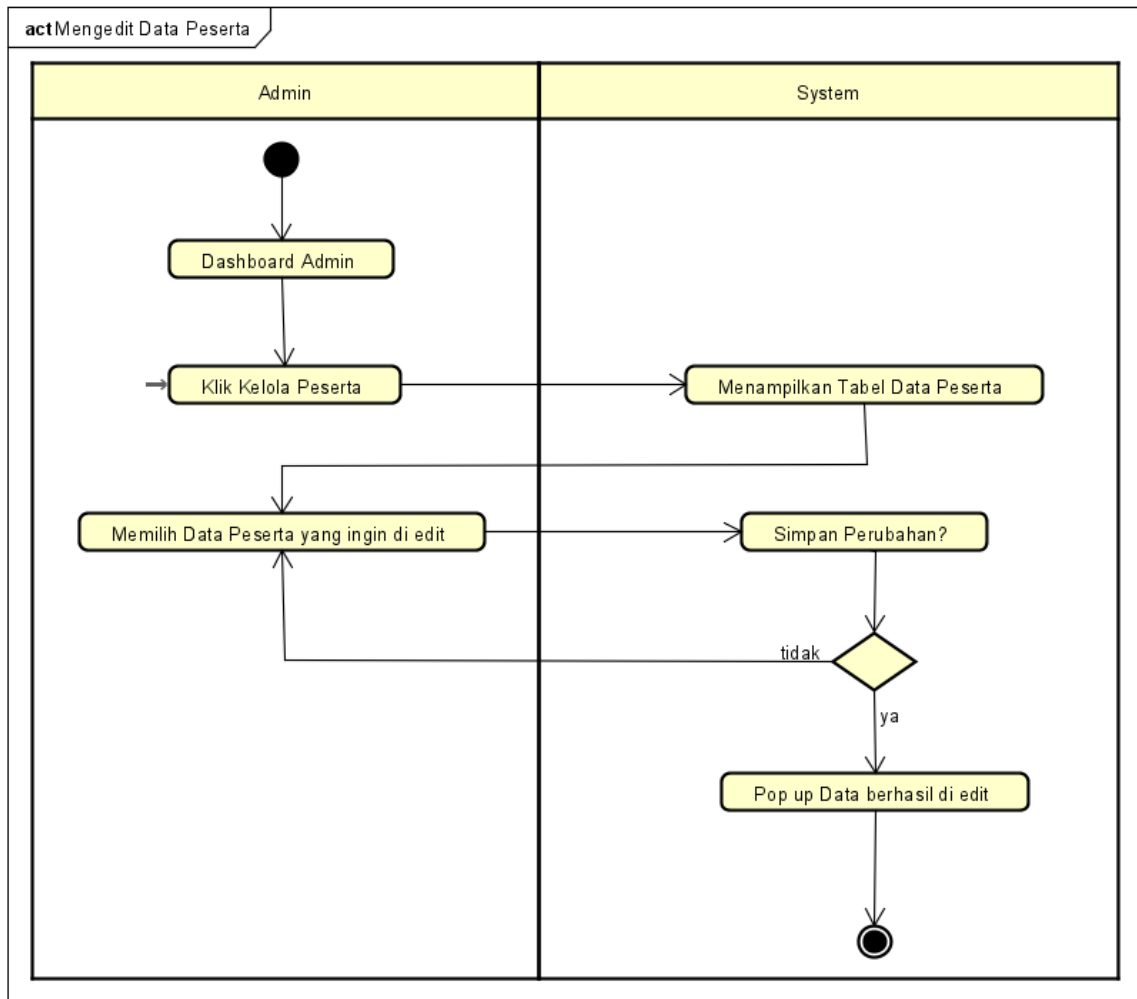 act Mengedit Data Peserta
Admin
System
Dashboard Admin
Klik Kelola Peserta
Menampilkan Tabel Data Peserta
Memilih Data Peserta yang ingin di edit
Simpan Perubahan?
tidak
ya
Pop up Data berhasil di edit